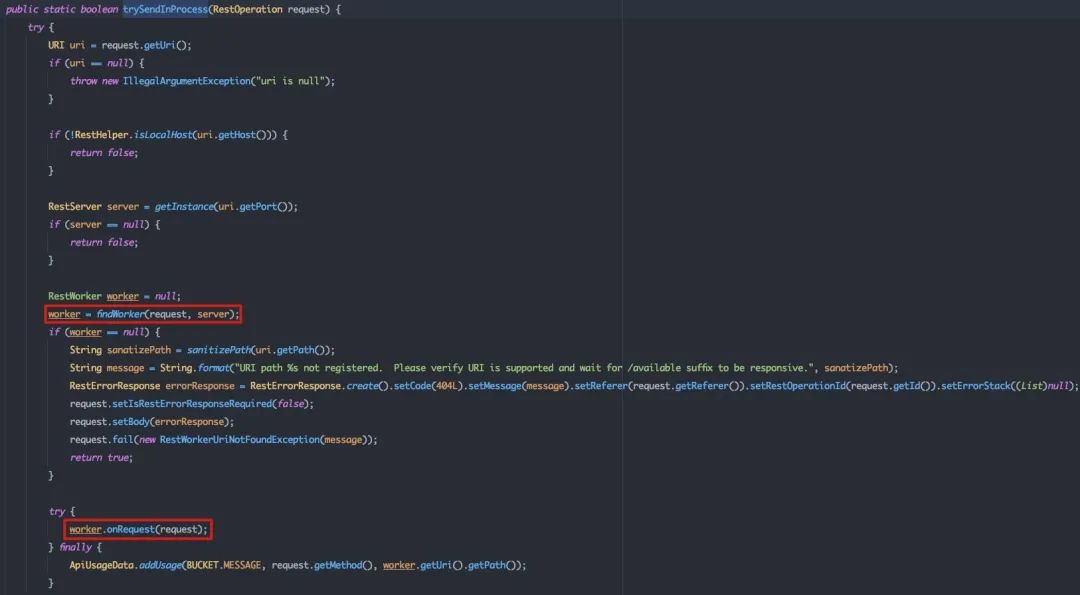 public static boolean trySendInProcess(RestOperation request) {
try {
URI uri = request.getUri();
if (uri == null) {
throw new IllegalArgumentException("uri is null");
}
if (!RestHelper.isLocalHost(uri.getHost())) {
return false;
}
RestServer server = getInstance(uri.getPort());
if (server == null) {
return false;
}
RestWorker worker = null;
worker = findWorker(request, server);
if (worker == null) {
String sanatizePath = sanitizePath(uri.getPath());
String message = String.format("URI path %s not registered.  Please verify URI is supported and wait for /available suffix to be responsive.", sanatizePath);
RestErrorResponse errorResponse = RestErrorResponse.create().setCode(404L).setMessage(message).setReferer(request.getReferer()).setRestOperationId(request.getId()).setErrorStack((List)null);
request.setIsRestErrorResponseRequired(false);
request.setBody(errorResponse);
request.fail(new RestWorkerUriNotFoundException(message));
return true;
}
try {
worker.onRequest(request);
} finally {
ApiUsageData.addUsage(BUCKET.MESSAGE, request.getMethod(), worker.getUri().getPath());
}